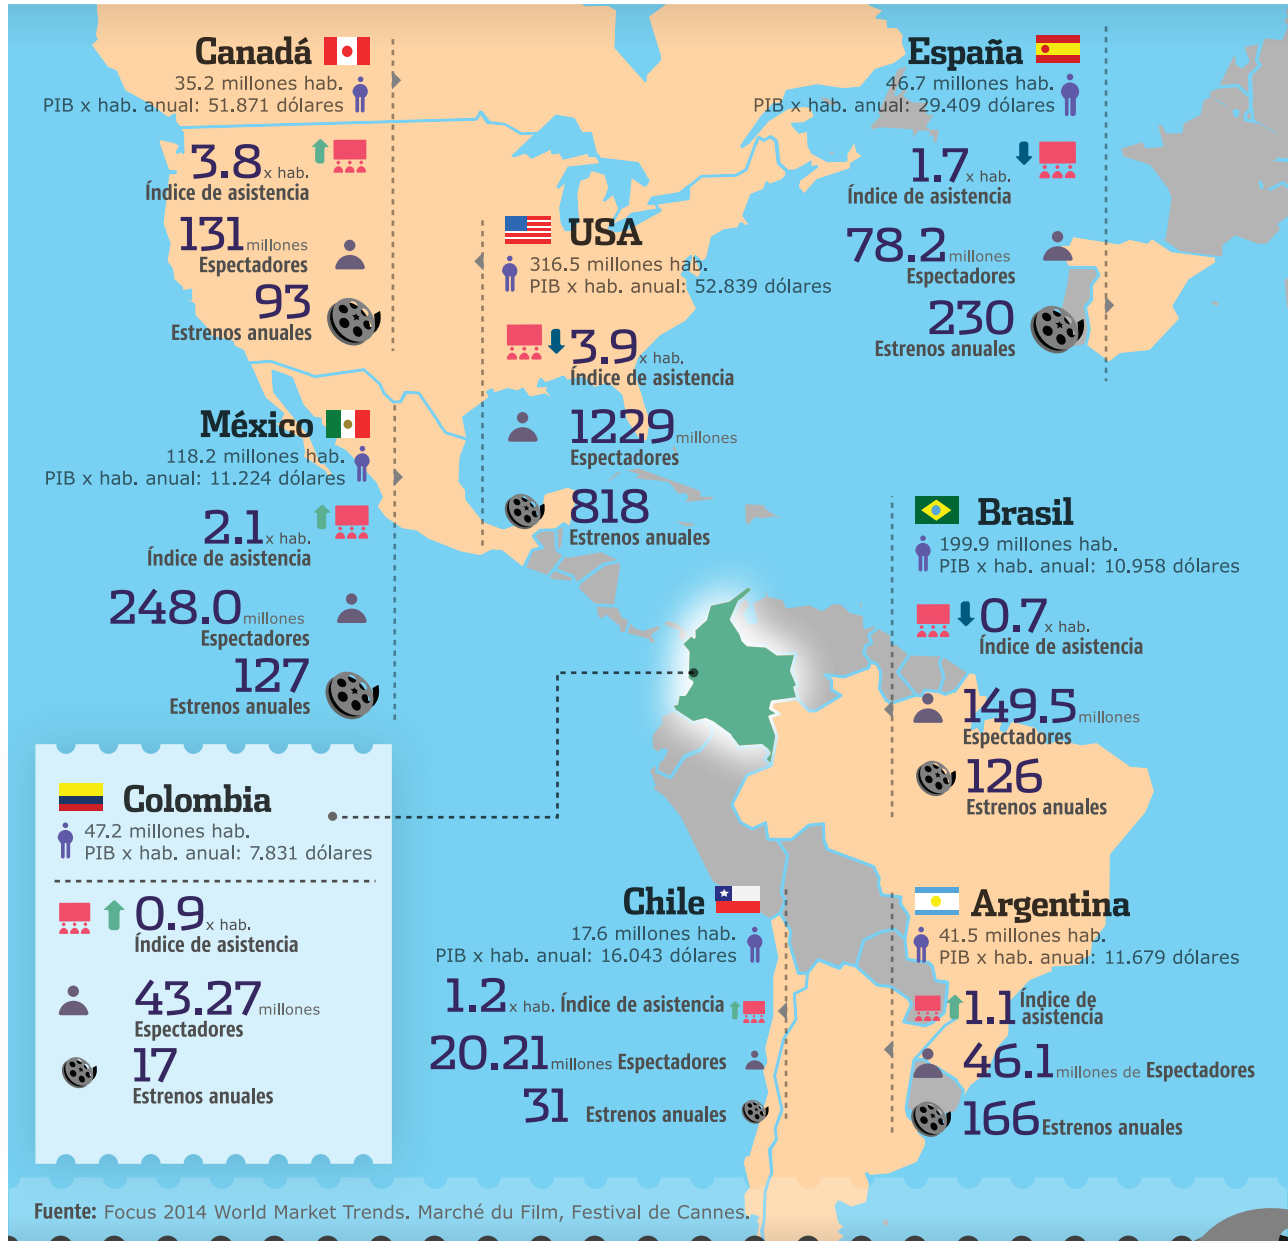 Canadá
35.2 millones hab.
PIB x hab. anual: 51.871 dólares
3.8 x hab.
Índice de asistencia
131 millones
Espectadores
93
Estrenos anuales
España
46.7 millones hab.
PIB x hab. anual: 29.409 dólares
1.7 x hab.
Índice de asistencia
78.2 millones
Espectadores
230
Estrenos anuales
USA
316.5 millones hab.
PIB x hab. anual: 52.839 dólares
3.9 x hab.
Índice de asistencia
1229 millones
Espectadores
818
Estrenos anuales
México
118.2 millones hab.
PIB x hab. anual: 11.224 dólares
2.1 x hab.
Índice de asistencia
248.0 millones
Espectadores
127
Estrenos anuales
Brasil
199.9 millones hab.
PIB x hab. anual: 10.958 dólares
0.7 x hab.
Índice de asistencia
149.5 millones
Espectadores
126
Estrenos anuales
Colombia
47.2 millones hab.
PIB x hab. anual: 7.831 dólares
0.9 x hab.
Índice de asistencia
43.27 millones
Espectadores
17
Estrenos anuales
Chile
17.6 millones hab.
PIB x hab. anual: 16.043 dólares
1.2 x hab. Índice de asistencia
20.21 millones Espectadores
31 Estrenos anuales
Argentina
41.5 millones hab.
PIB x hab. anual: 11.679 dólares
1.1 Índice de
asistencia
46.1 millones de Espectadores
166 Estrenos anuales
Fuente: Focus 2014 World Market Trends. Marché du Film, Festival de Cannes.